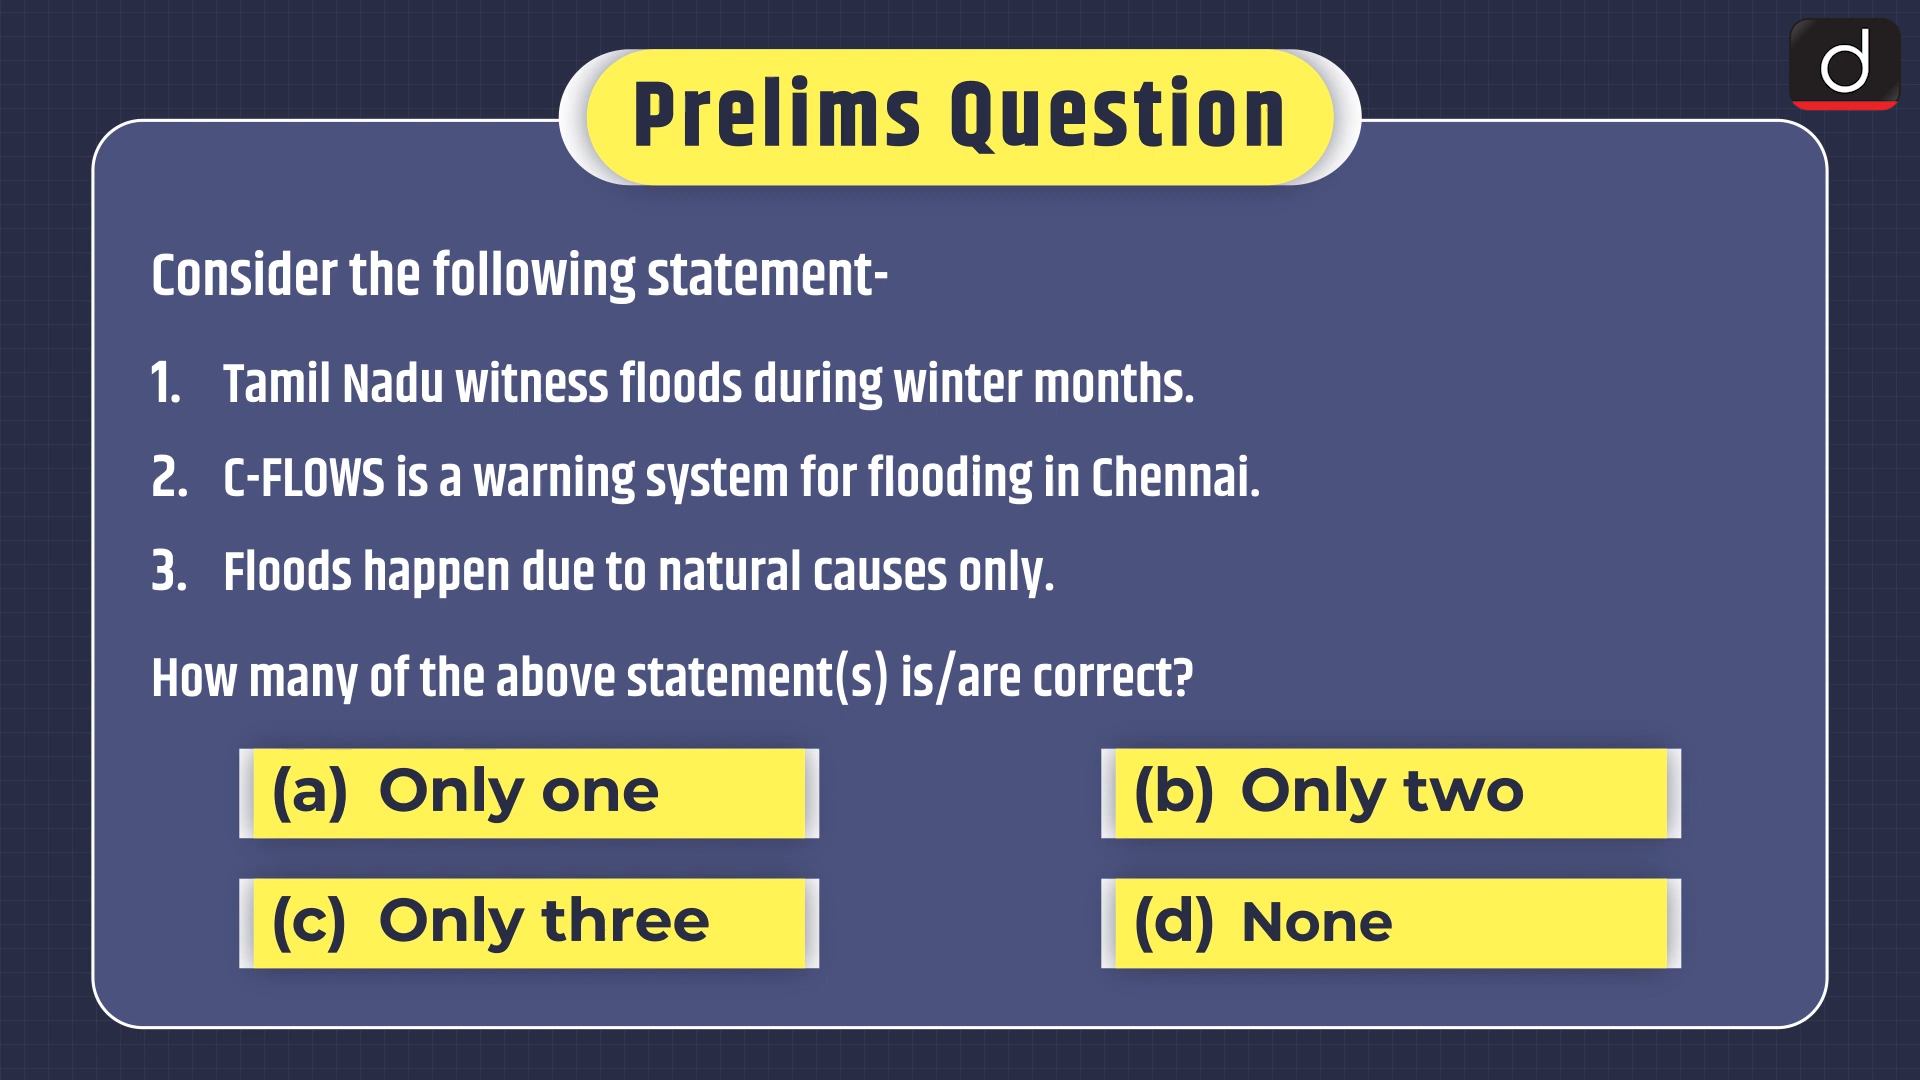 Prelims Question
d
Consider the following statement-
1. Tamil Nadu witness floods during winter months.
2. C-FLOWS is a warning system for flooding in Chennai.
3. Floods happen due to natural causes only.
How many of the above statement(s) is/are correct?
(a) Only one
(b) Only two
(c) Only three
(d) None